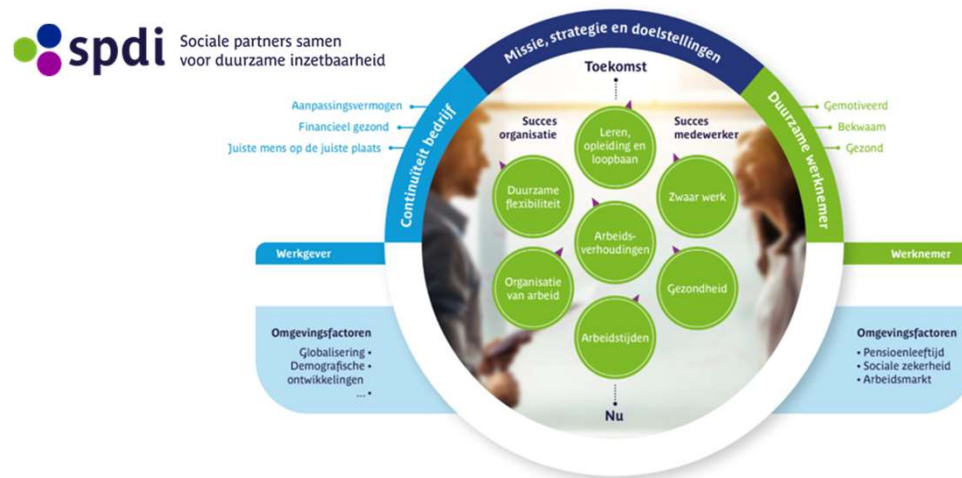 spdi
Sociale partners samen
voor duurzame inzetbaarheid
Missie, strategie en doelstellingen
Continuïteit bedrijf
Duurzame werknemer
Aanpassingsvermogen
Financieel gezond
Juiste mens op de juiste plaats
Gemotiveerd
Bekwaam
Gezond
Toekomst
Succes
organisatie
Succes
medewerker
Leren,
opleiding en
loopbaan
Duurzame
flexibiliteit
Zwaar werk
Arbeids-
verhoudingen
Organisatie
van arbeid
Gezondheid
Arbeidstijden
Nu
Werkgever
Werknemer
Omgevingsfactoren
Globalisering •
Demografische •
ontwikkelingen
... •
Omgevingsfactoren
• Pensioenleeftijd
• Sociale zekerheid
• Arbeidsmarkt